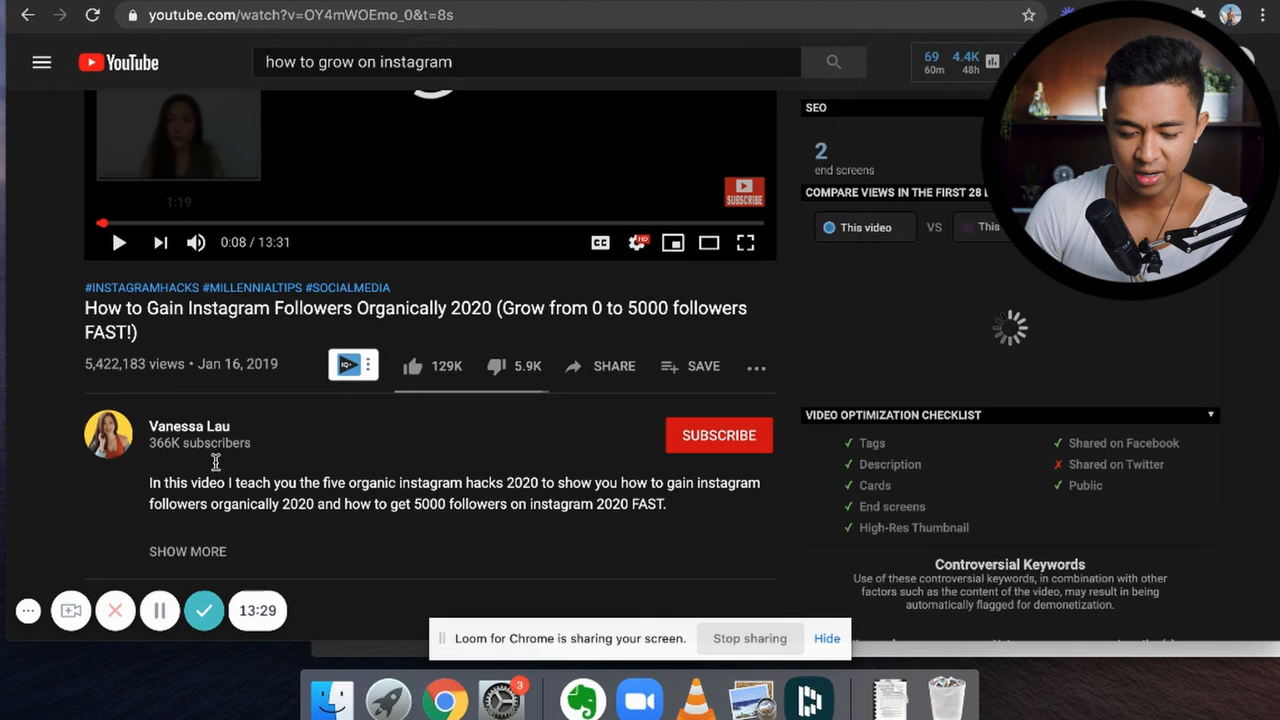 youtube.com/watch?v=OY4mWOEmo_0&t=8s
YouTube
how to grow on instagram
69 4.4K
60m 48h
SEO
2
end screens
COMPARE VIEWS IN THE FIRST 28
This video VS This
1:19
SUBSCRIBE
0:08 / 13:31
CC
HD
#INSTAGRAMHACKS #MILLENNIALTIPS #SOCIALMEDIA
How to Gain Instagram Followers Organically 2020 (Grow from 0 to 5000 followers
FAST!)
5,422,183 views • Jan 16, 2019
IQ
129K 5.9K SHARE SAVE
Vanessa Lau
366K subscribers
SUBSCRIBE
In this video I teach you the five organic instagram hacks 2020 to show you how to gain instagram
followers organically 2020 and how to get 5000 followers on instagram 2020 FAST.
SHOW MORE
VIDEO OPTIMIZATION CHECKLIST
Tags Shared on Facebook
Description Shared on Twitter
Cards Public
End screens
High-Res Thumbnail
Controversial Keywords
Use of these controversial keywords, in combination with other
factors such as the content of the video, may result in being
automatically flagged for demonetization.
13:29
Loom for Chrome is sharing your screen. Stop sharing Hide
3